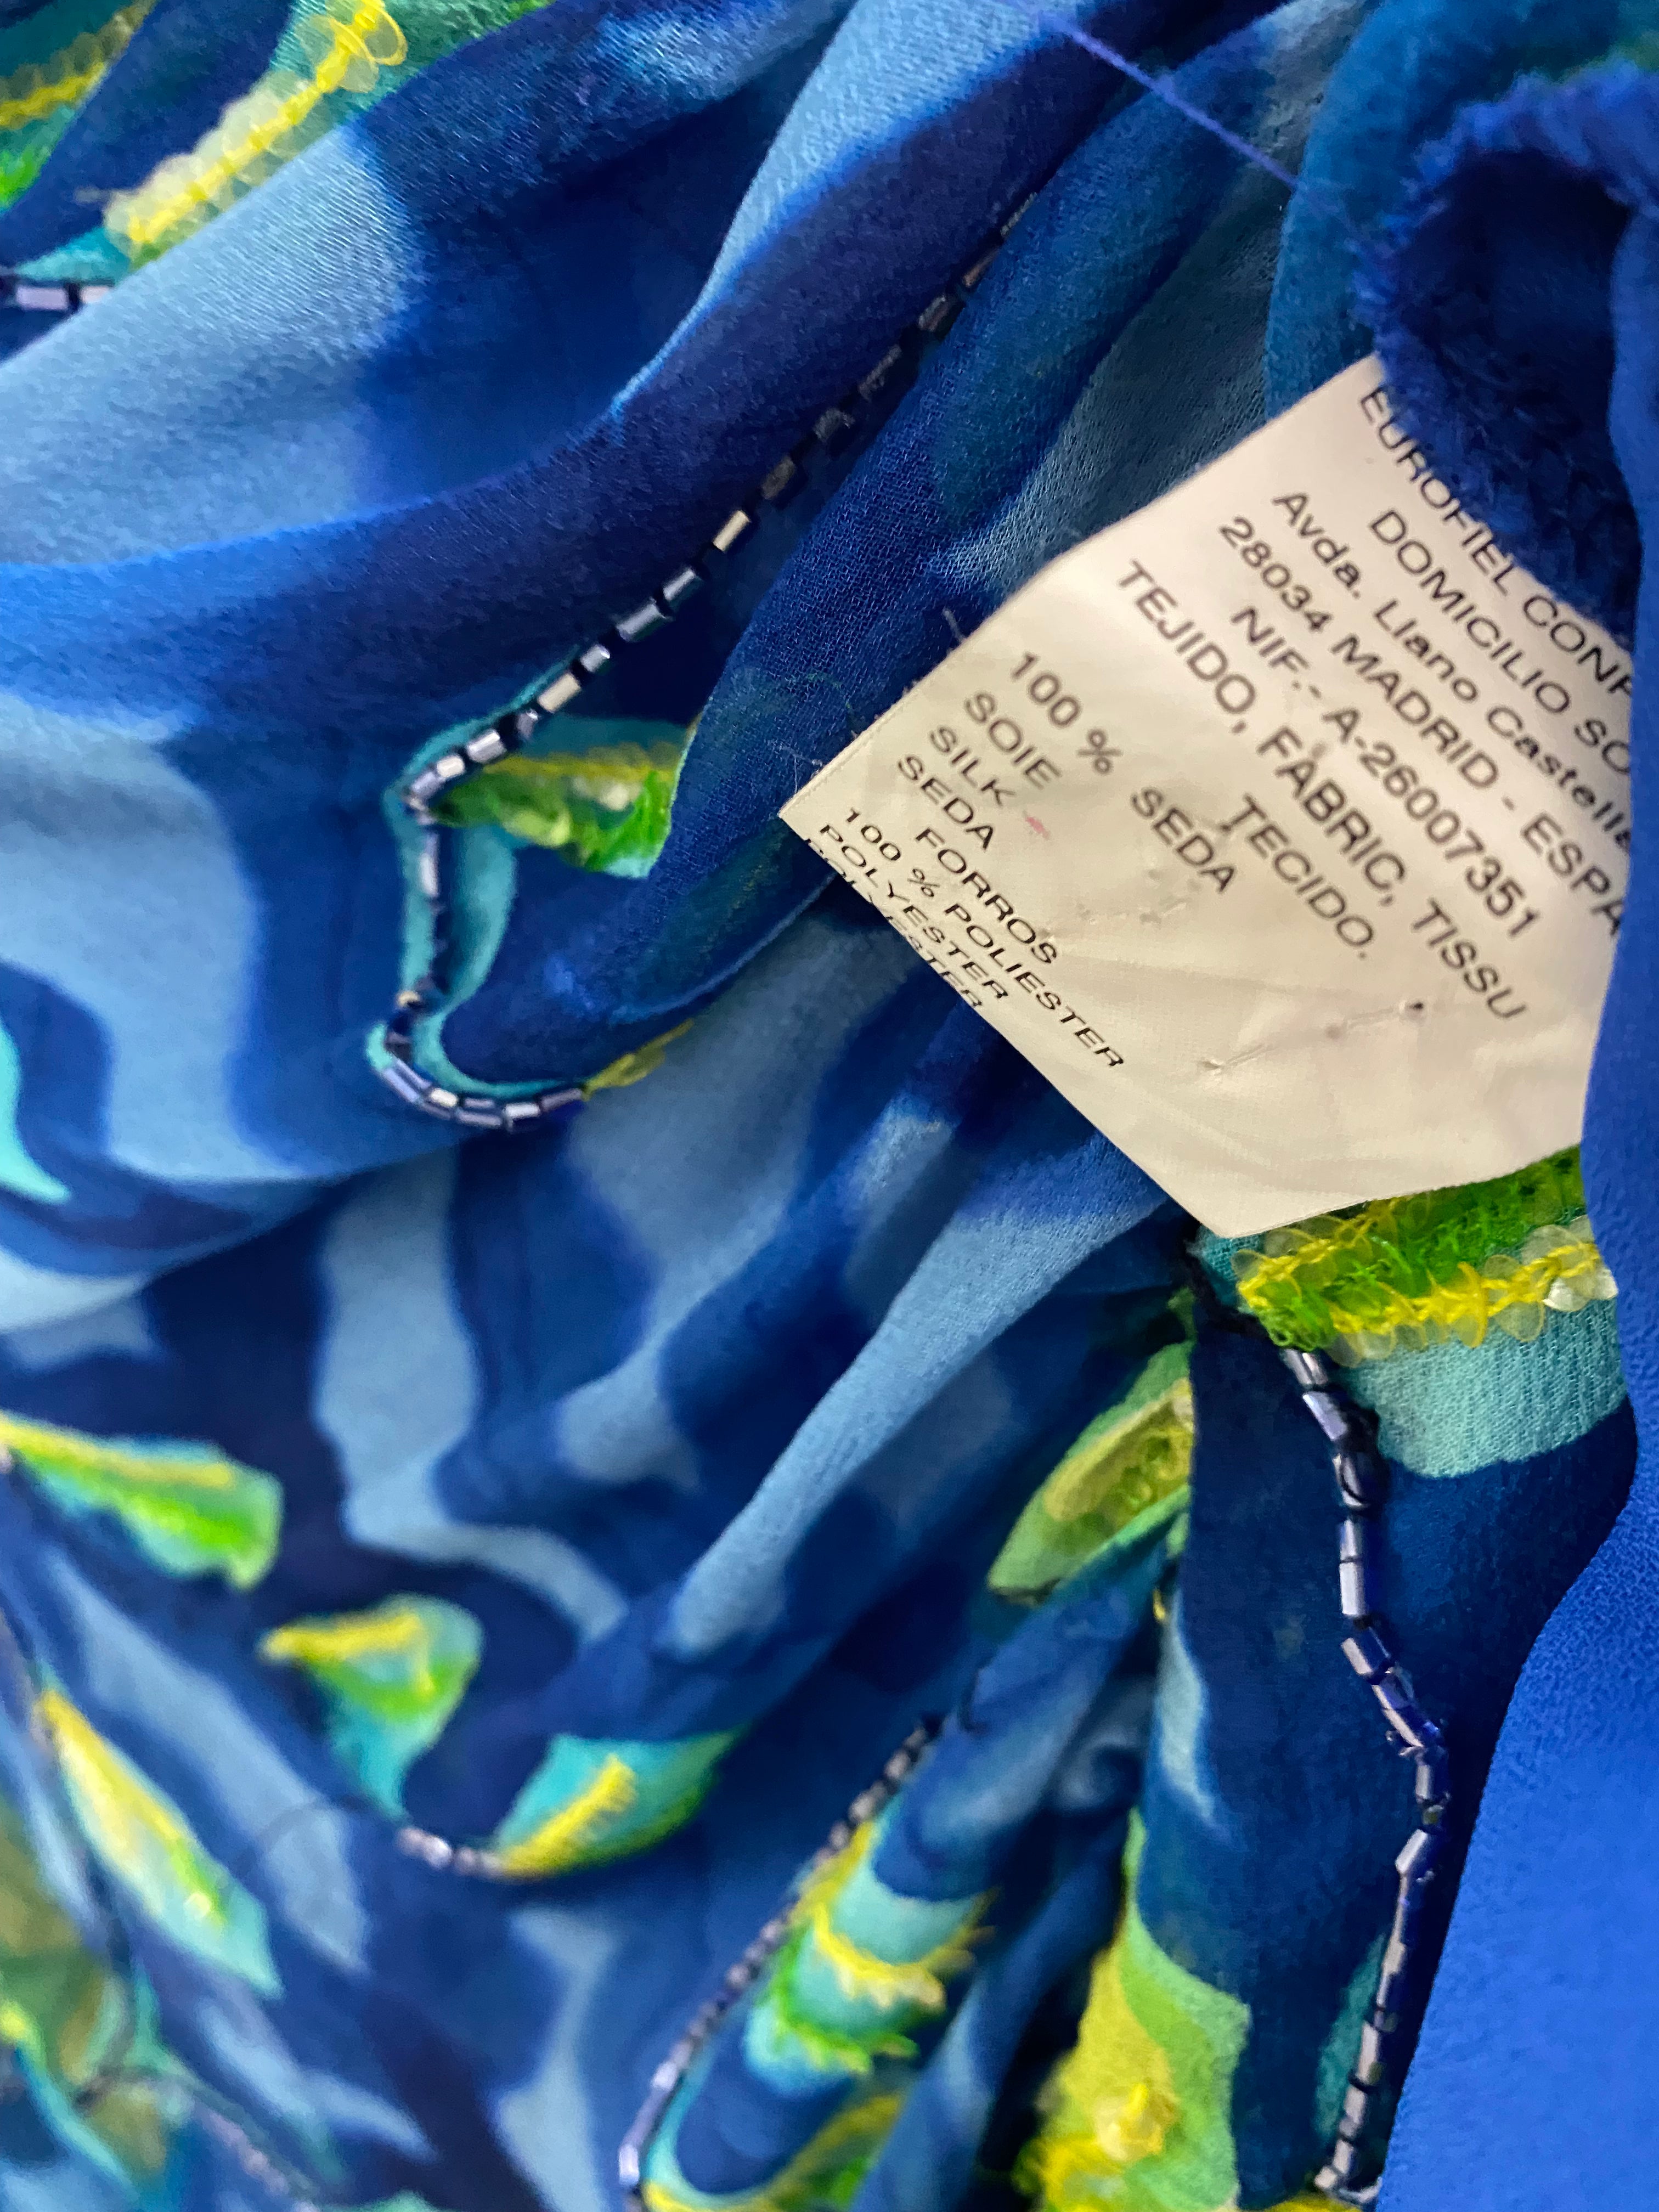 EUROFIEL CONF
DOMICILIO SO
Avda. Llano Castella
28034 MADRID - ESPA
NIF.- A-26007351
TEJIDO, FABRIC, TISSU
TECIDO.
100 % SEDA
SOIE
SILK
SEDA
FORROS
100 % POLIESTER
POLYESTER